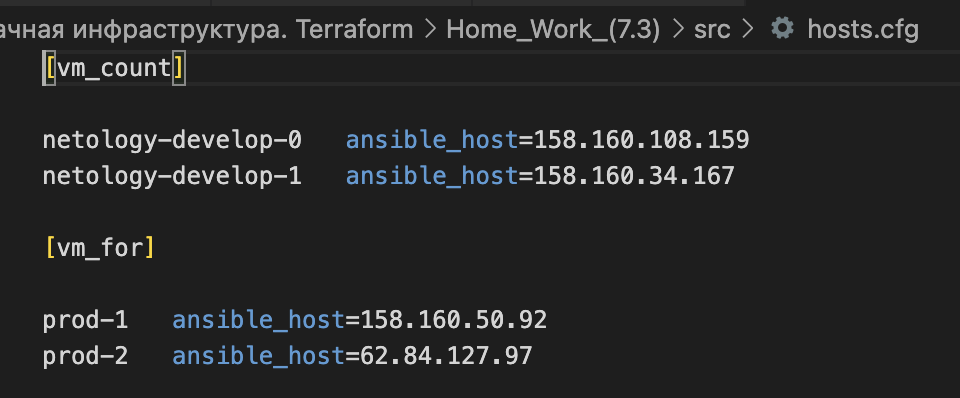 инфраструктура. Terraform > Home_Work_(7.3) > src > hosts.cfg
[vm_count]
netology-develop-0 ansible_host=158.160.108.159
netology-develop-1 ansible_host=158.160.34.167
[vm_for]
prod-1 ansible_host=158.160.50.92
prod-2 ansible_host=62.84.127.97